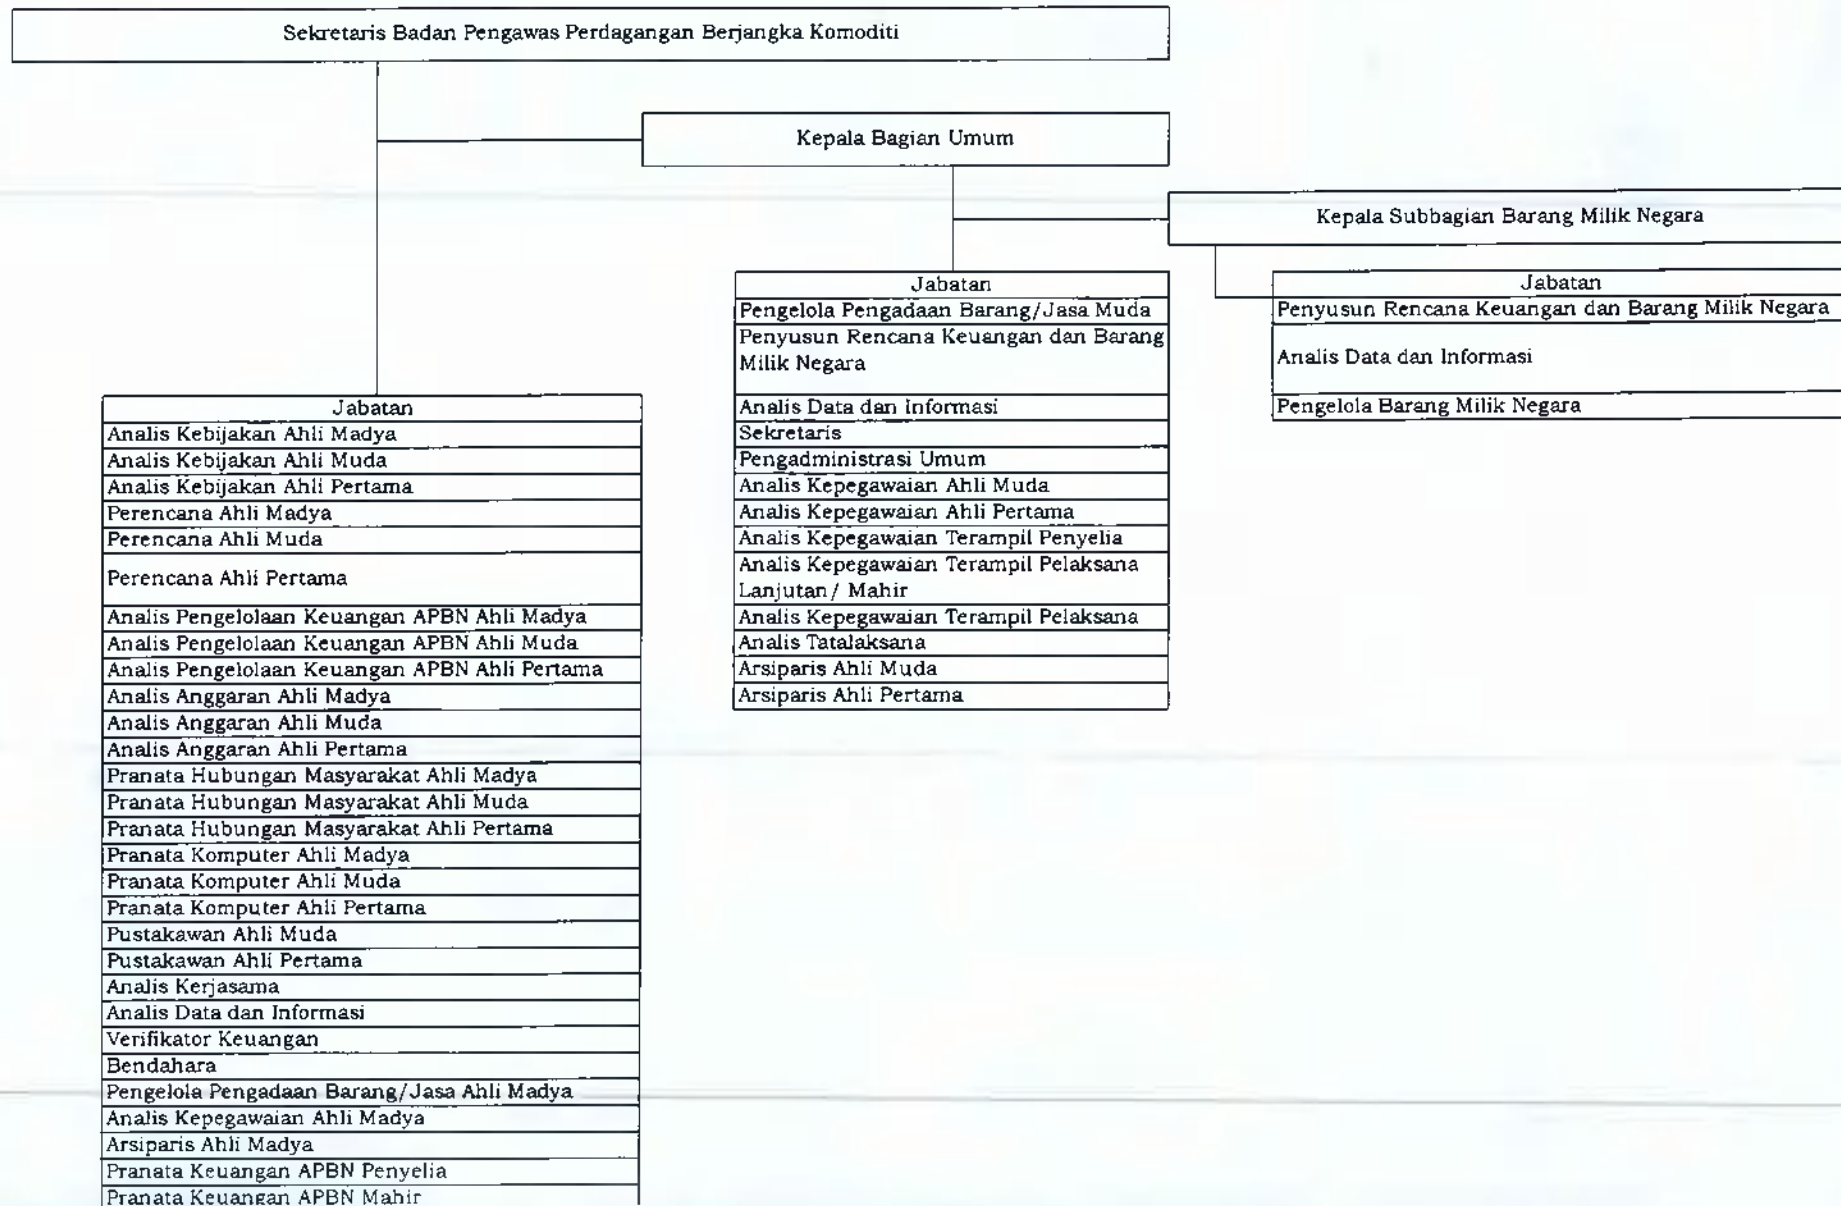 Sekretaris Badan Pengawas Perdagangan Berjangka Komoditi
Kepala Bagian Umum
Kepala Subbagian Barang Milik Negara
Jabatan
Analis Kebijakan Ahli Madya
Analis Kebijakan Ahli Muda
Analis Kebijakan Ahli Pertama
Perencana Ahli Madya
Perencana Ahli Muda
Perencana Ahli Pertama
Analis Pengelolaan Keuangan APBN Ahli Madya
Analis Pengelolaan Keuangan APBN Ahli Muda
Analis Pengelolaan Keuangan APBN Ahli Pertama
Analis Anggaran Ahli Madya
Analis Anggaran Ahli Muda
Analis Anggaran Ahli Pertama
Pranata Hubungan Masyarakat Ahli Madya
Pranata Hubungan Masyarakat Ahli Muda
Pranata Hubungan Masyarakat Ahli Pertama
Pranata Komputer Ahli Madya
Pranata Komputer Ahli Muda
Pranata Komputer Ahli Pertama
Pustakawan Ahli Muda
Pustakawan Ahli Pertama
Analis Kerjasama
Analis Data dan Informasi
Verifikator Keuangan
Bendahara
Pengelola Pengadaan Barang/Jasa Ahli Madya
Analis Kepegawaian Ahli Madya
Arsiparis Ahli Madya
Pranata Keuangan APBN Penyelia
Pranata Keuangan APBN Mahir
Jabatan
Pengelola Pengadaan Barang/Jasa Muda
Penyusun Rencana Keuangan dan Barang
Milik Negara
Analis Data dan Informasi
Sekretaris
Pengadministrasi Umum
Analis Kepegawaian Ahli Muda
Analis Kepegawaian Ahli Pertama
Analis Kepegawaian Terampil Penyelia
Analis Kepegawaian Terampil Pelaksana
Lanjutan/ Mahir
Analis Kepegawaian Terampil Pelaksana
Analis Tatalaksana
Arsiparis Ahli Muda
Arsiparis Ahli Pertama
Jabatan
Penyusun Rencana Keuangan dan Barang Milik Negara
Analis Data dan Informasi
Pengelola Barang Milik Negara